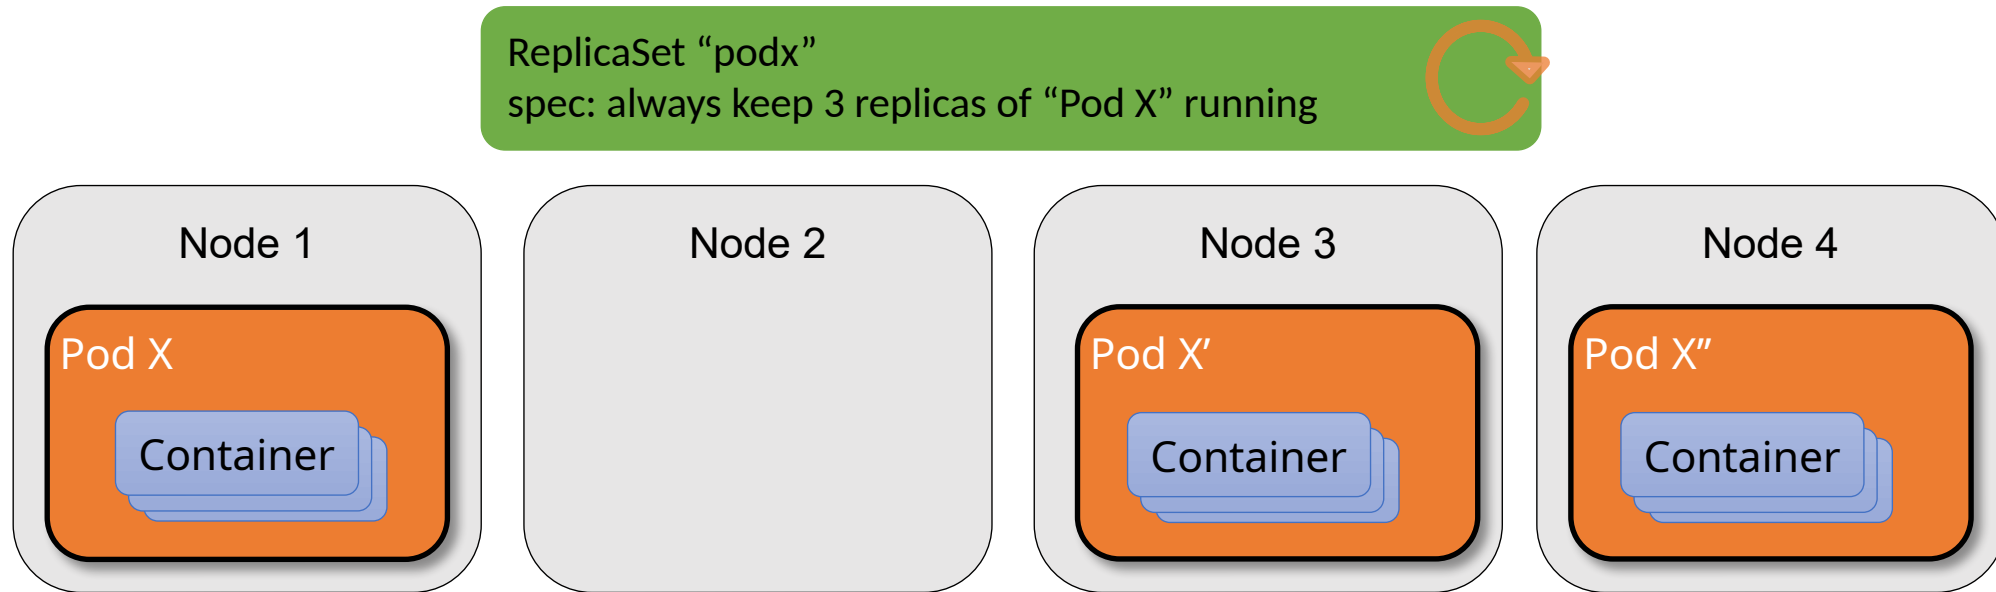 ReplicaSet “podx”
spec: always keep 3 replicas of “Pod X” running
Node 1
Node 2
Node 3
Node 4
Pod X
Pod X’
Pod X’’
Container
Container
Container